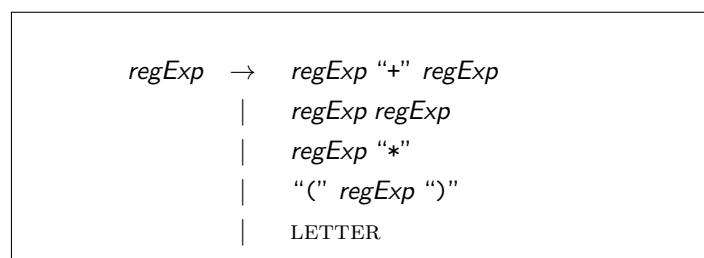 regExp → regExp “+” regExp
| regExp regExp
| regExp “*”
| “(” regExp “)”
| LETTER